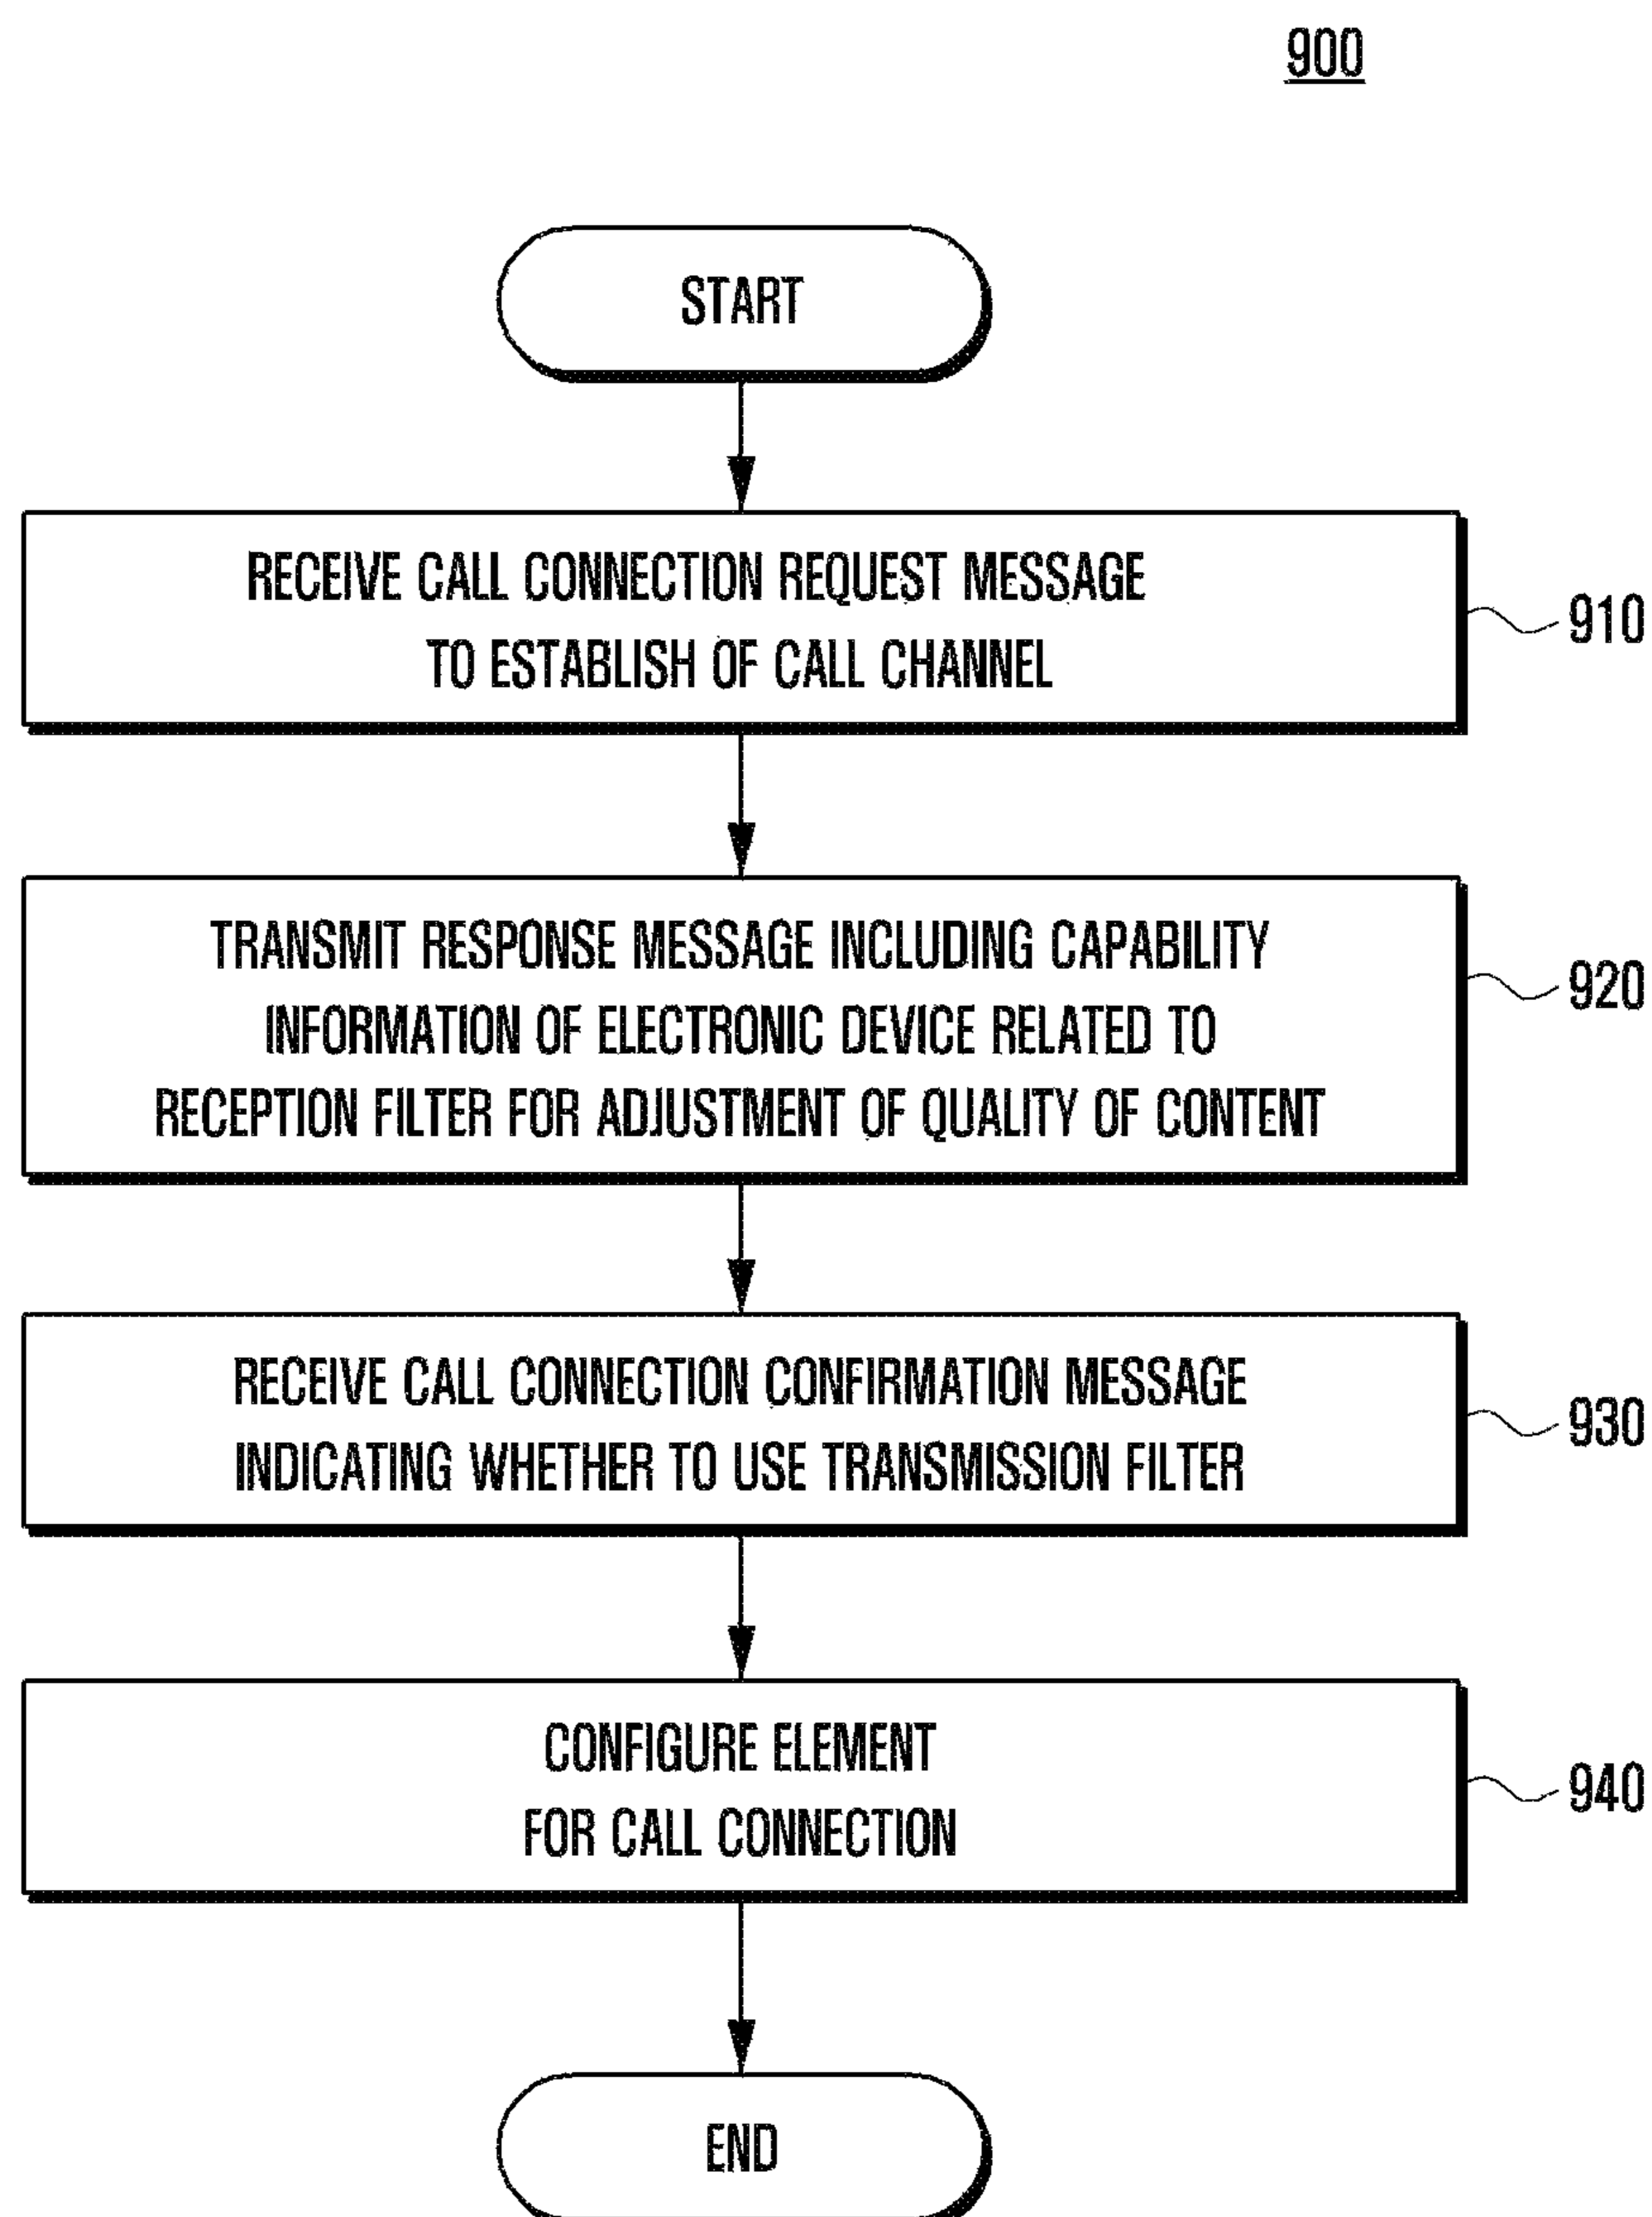 900
START
RECEIVE CALL CONNECTION REQUEST MESSAGE
TO ESTABLISH OF CALL CHANNEL
910
TRANSMIT RESPONSE MESSAGE INCLUDING CAPABILITY
INFORMATION OF ELECTRONIC DEVICE RELATED TO
RECEPTION FILTER FOR ADJUSTMENT OF QUALITY OF CONTENT
920
RECEIVE CALL CONNECTION CONFIRMATION MESSAGE
INDICATING WHETHER TO USE TRANSMISSION FILTER
930
CONFIGURE ELEMENT
FOR CALL CONNECTION
940
END